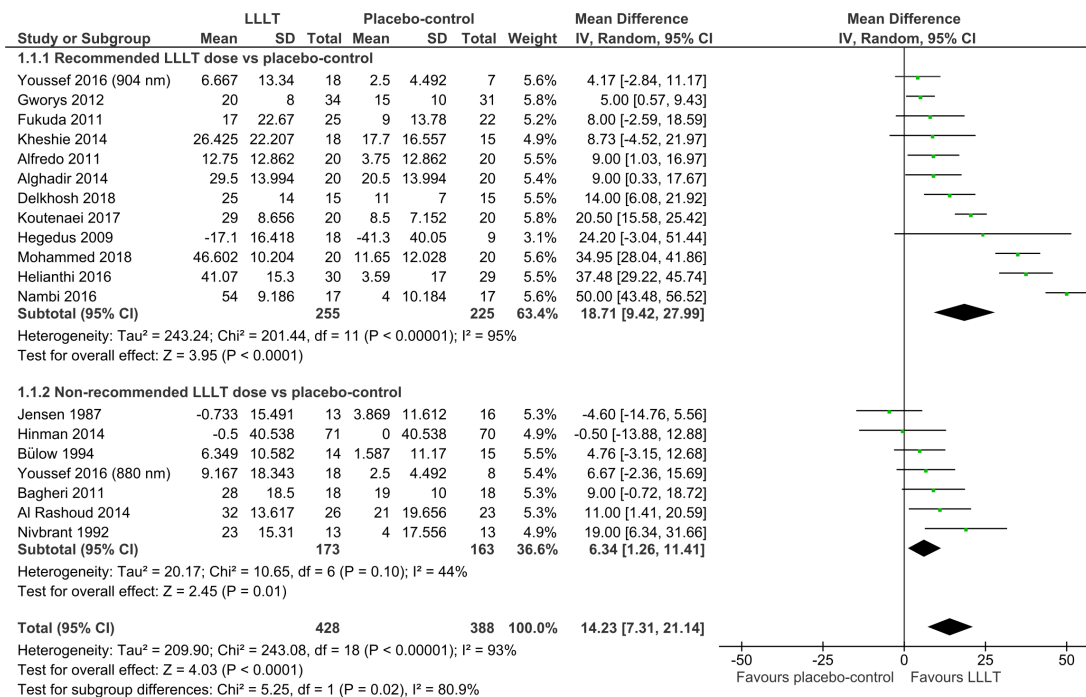 LLLT Placebo-control Mean Difference Mean Difference
Study or Subgroup Mean SD Total Mean SD Total Weight IV, Random, 95% CI IV, Random, 95% CI
1.1.1 Recommended LLLT dose vs placebo-control
Youssef 2016 (904 nm) 6.667 13.34 18 2.5 4.492 7 5.6% 4.17 [-2.84, 11.17]
Gworys 2012 20 8 34 15 10 31 5.8% 5.00 [0.57, 9.43]
Fukuda 2011 17 22.67 25 9 13.78 22 5.2% 8.00 [-2.59, 18.59]
Kheshie 2014 26.425 22.207 18 17.7 16.557 15 4.9% 8.73 [-4.52, 21.97]
Alfredo 2011 12.75 12.862 20 3.75 12.862 20 5.5% 9.00 [1.03, 16.97]
Alghadir 2014 29.5 13.994 20 20.5 13.994 20 5.4% 9.00 [0.33, 17.67]
Delkhosh 2018 25 14 15 11 7 15 5.5% 14.00 [6.08, 21.92]
Koutenaei 2017 29 8.656 20 8.5 7.152 20 5.8% 20.50 [15.58, 25.42]
Hegedus 2009 -17.1 16.418 18 -41.3 40.05 9 3.1% 24.20 [-3.04, 51.44]
Mohammed 2018 46.602 10.204 20 11.65 12.028 20 5.6% 34.95 [28.04, 41.86]
Helianthi 2016 41.07 15.3 30 3.59 17 29 5.5% 37.48 [29.22, 45.74]
Nambi 2016 54 9.186 17 4 10.184 17 5.6% 50.00 [43.48, 56.52]
Subtotal (95% CI) 255 225 63.4% 18.71 [9.42, 27.99]
Heterogeneity: Tau² = 243.24; Chi² = 201.44, df = 11 (P < 0.00001); I² = 95%
Test for overall effect: Z = 3.95 (P < 0.0001)
1.1.2 Non-recommended LLLT dose vs placebo-control
Jensen 1987 -0.733 15.491 13 3.869 11.612 16 5.3% -4.60 [-14.76, 5.56]
Hinman 2014 -0.5 40.538 71 0 40.538 70 4.9% -0.50 [-13.88, 12.88]
Bülow 1994 6.349 10.582 14 1.587 11.17 15 5.5% 4.76 [-3.15, 12.68]
Youssef 2016 (880 nm) 9.167 18.343 18 2.5 4.492 8 5.4% 6.67 [-2.36, 15.69]
Bagheri 2011 28 18.5 18 19 10 18 5.3% 9.00 [-0.72, 18.72]
Al Rashoud 2014 32 13.617 26 21 19.656 23 5.3% 11.00 [1.41, 20.59]
Nivbrant 1992 23 15.31 13 4 17.556 13 4.9% 19.00 [6.34, 31.66]
Subtotal (95% CI) 173 163 36.6% 6.34 [1.26, 11.41]
Heterogeneity: Tau² = 20.17; Chi² = 10.65, df = 6 (P = 0.10); I² = 44%
Test for overall effect: Z = 2.45 (P = 0.01)
Total (95% CI) 428 388 100.0% 14.23 [7.31, 21.14]
Heterogeneity: Tau² = 209.90; Chi² = 243.08, df = 18 (P < 0.00001); I² = 93%
Test for overall effect: Z = 4.03 (P < 0.0001)
Test for subgroup differences: Chi² = 5.25, df = 1 (P = 0.02), I² = 80.9%
-50 -25 0 25 50
Favours placebo-control Favours LLLT